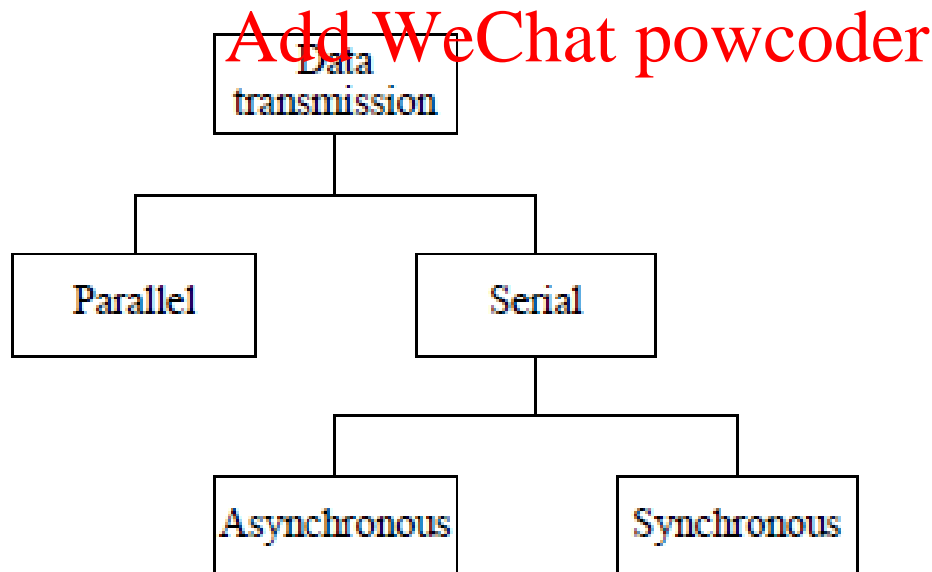 Add WeChat powcoder
Data
transmission
Parallel
Serial
Asynchronous
Synchronous